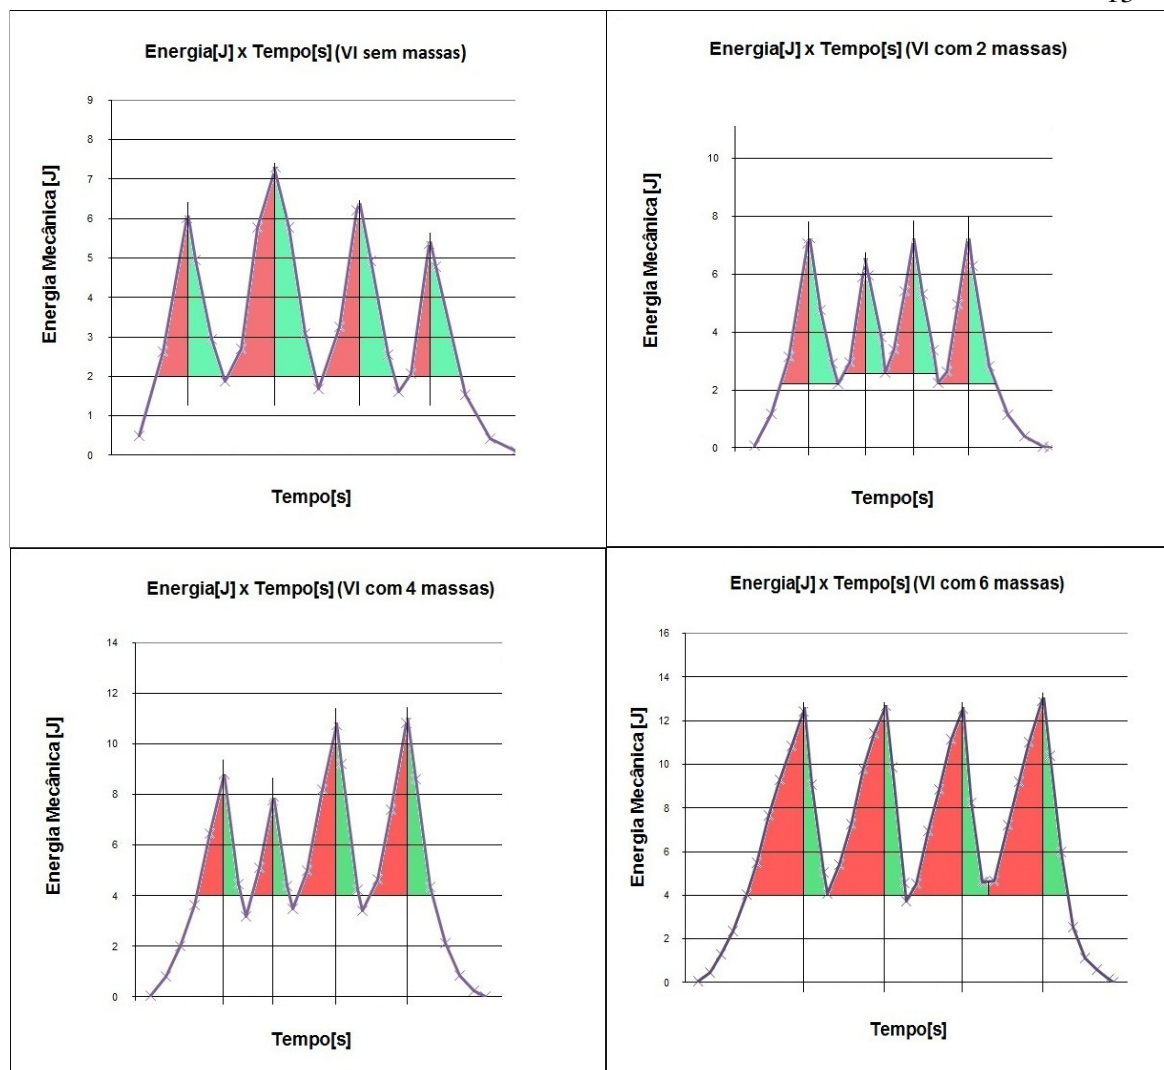 Energia[J] x Tempo[s] (VI sem massas)
9
8
7
6
5
4
3
2
1
0
Energia Mecânica [J]
Tempo[s]
Energia[J] x Tempo[s] (VI com 2 massas)
10
8
6
4
2
0
Energia Mecânica [J]
Tempo[s]
Energia[J] x Tempo[s] (VI com 4 massas)
14
12
10
8
6
4
2
0
Energia Mecânica [J]
Tempo[s]
Energia[J] x Tempo[s] (VI com 6 massas)
16
14
12
10
8
6
4
2
0
Energia Mecânica [J]
Tempo[s]